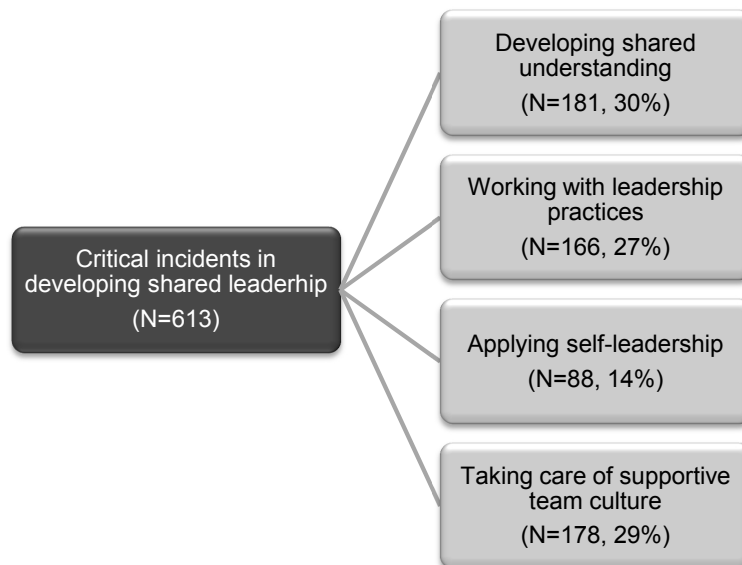 Critical incidents in
developing shared leaderhip
(N=613)
Developing shared
understanding
(N=181, 30%)
Working with leadership
practices
(N=166, 27%)
Applying self-leadership
(N=88, 14%)
Taking care of supportive
team culture
(N=178, 29%)